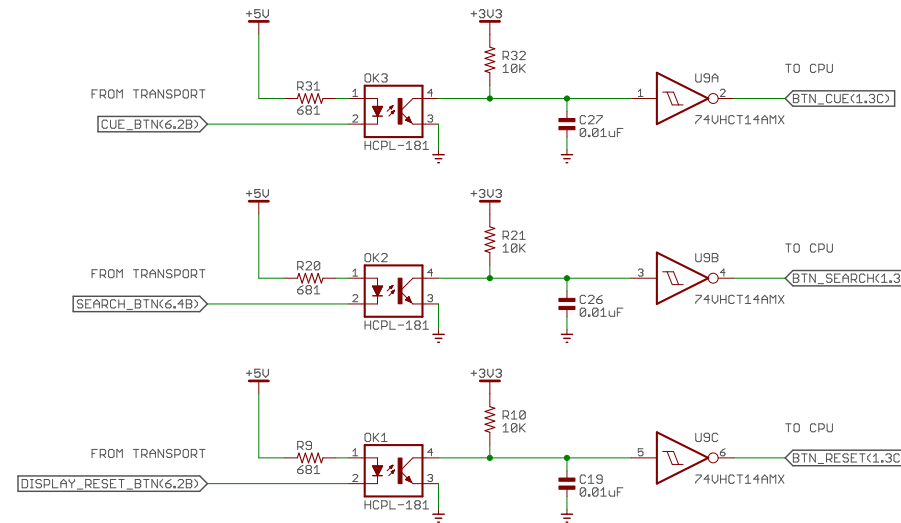 +5V
+3V3
R32
10K
OK3
U9A
TO CPU
FROM TRANSPORT
R31
681
1
4
1
2
BTN_CUE(1.3C)
CUE_BTN(6.2B)
2
3
HCPL-181
C27
0.01uF
74VHCT14AMX
+5V
+3V3
R21
10K
OK2
U9B
TO CPU
FROM TRANSPORT
R20
681
1
4
3
4
BTN_SEARCH(1.3
SEARCH_BTN(6.4B)
2
3
HCPL-181
C26
0.01uF
74VHCT14AMX
+5V
+3V3
R10
10K
OK1
U9C
TO CPU
FROM TRANSPORT
R9
681
1
4
5
6
BTN_RESET(1.3C
DISPLAY_RESET_BTN(6.2B)
2
3
HCPL-181
C19
0.01uF
74VHCT14AMX